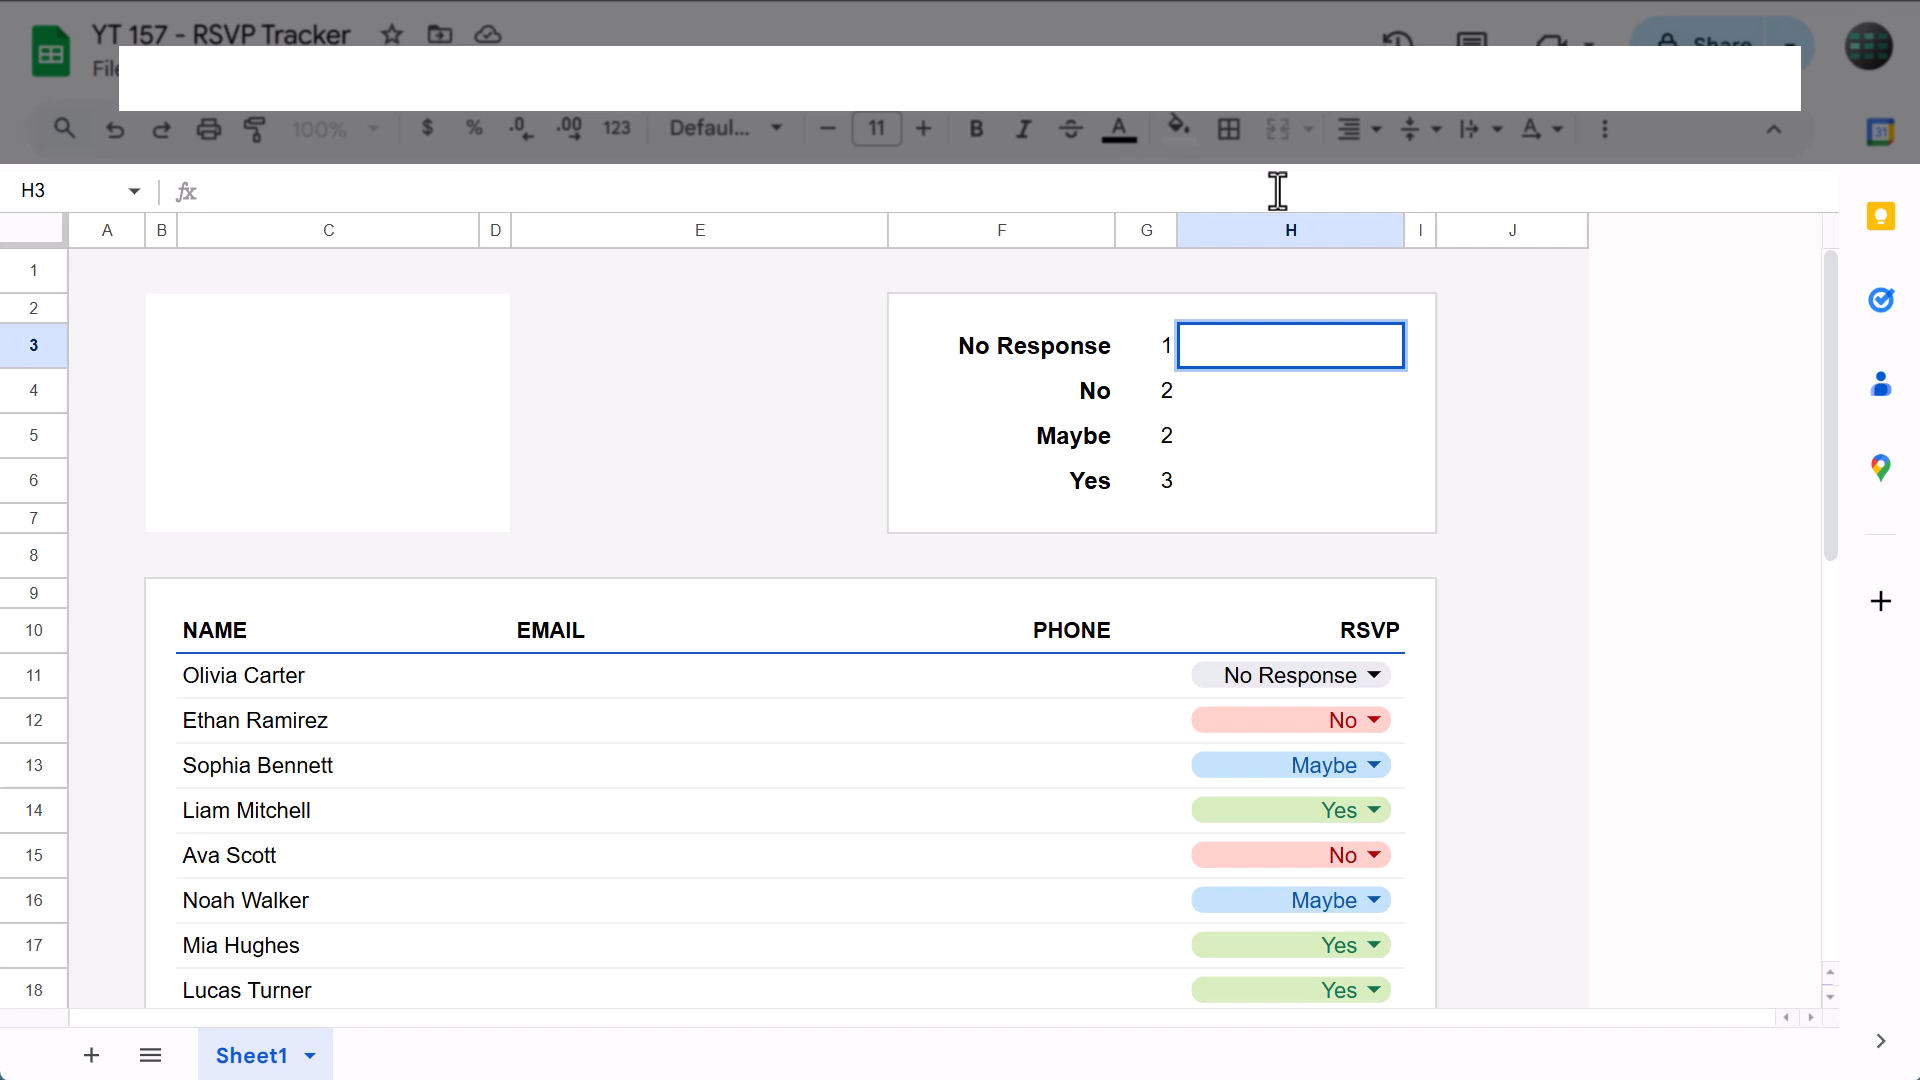 YT 157 - RSVP Tracker
Share
100% $ % .0 .00 123 Defaul... 11 B I A
H3
A B C D E F G H I J
1
2
3 No Response 1
4 No 2
5 Maybe 2
6 Yes 3
7
8
9
10 NAME EMAIL PHONE RSVP
11 Olivia Carter No Response
12 Ethan Ramirez No
13 Sophia Bennett Maybe
14 Liam Mitchell Yes
15 Ava Scott No
16 Noah Walker Maybe
17 Mia Hughes Yes
18 Lucas Turner Yes
Sheet1